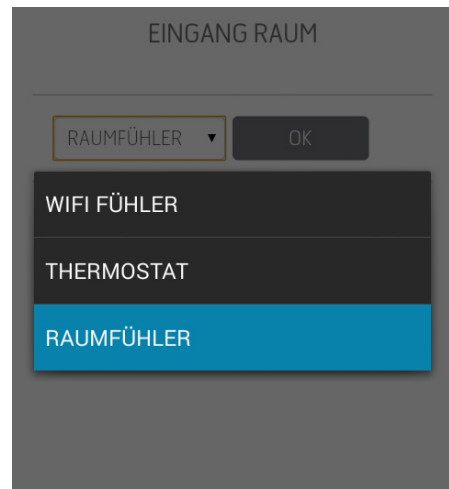 EINGANG RAUM
RAUMFÜHLER OK
WIFI FÜHLER
THERMOSTAT
RAUMFÜHLER